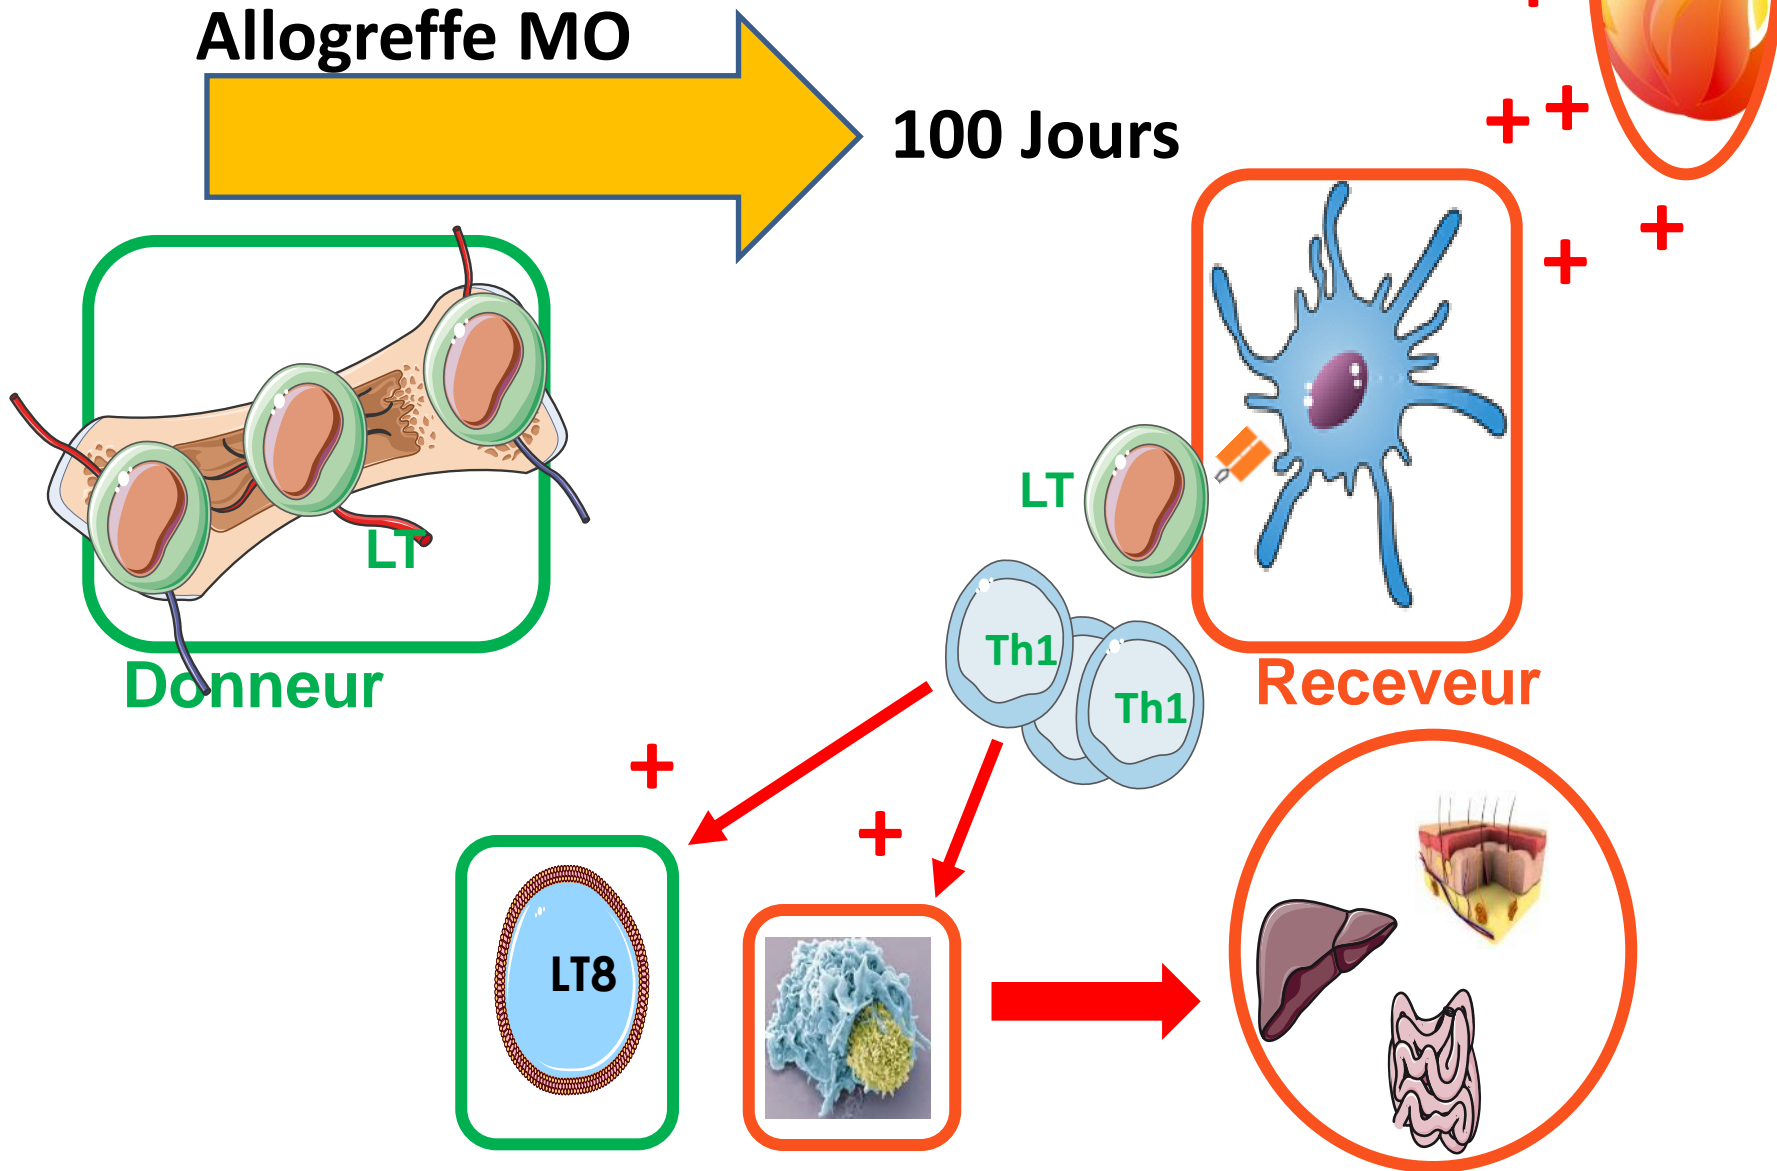 Allogreffe MO
100 Jours
+
+ +
+
+
LT
LT
Th1
Th1
Donneur
Receveur
+
+
LT8